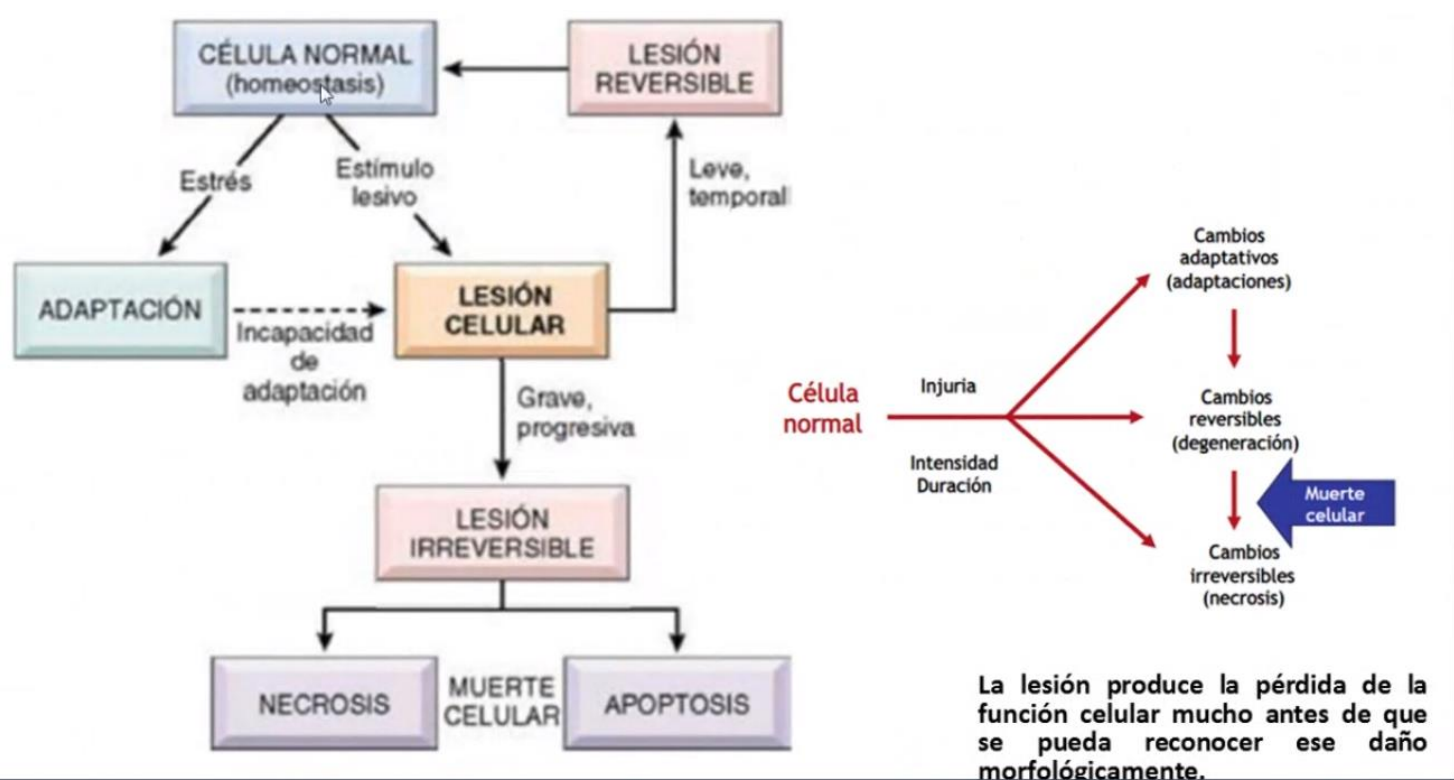 CÉLULA NORMAL
(homeostasis)
LESIÓN
REVERSIBLE
Estrés
Estímulo
lesivo
Leve,
temporal
ADAPTACIÓN
Incapacidad
de
adaptación
LESIÓN
CELULAR
Grave,
progresiva
LESIÓN
IRREVERSIBLE
NECROSIS
MUERTE
CELULAR
APOPTOSIS
Célula
normal
Injuria
Intensidad
Duración
Cambios
adaptativos
(adaptaciones)
Cambios
reversibles
(degeneración)
Muerte
celular
Cambios
irreversibles
(necrosis)
La lesión produce la pérdida de la
función celular mucho antes de que
se pueda reconocer ese daño
morfológicamente.